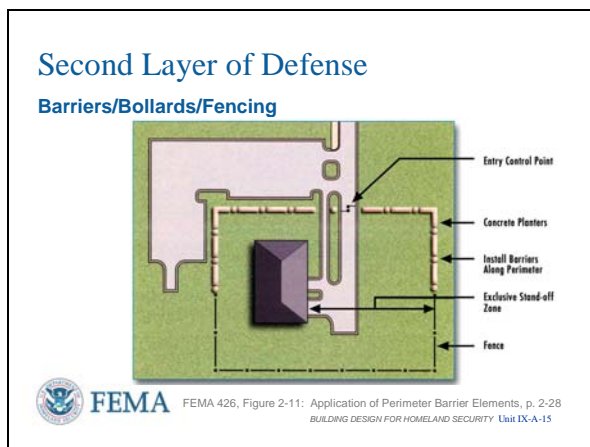 Second Layer of Defense
Barriers/Bollards/Fencing
Entry Control Point
Concrete Planters
Install Barriers
Along Perimeter
Exclusive Stand-off
Zone
Fence
FEMA
FEMA 426, Figure 2-11: Application of Perimeter Barrier Elements, p. 2-28
BUILDING DESIGN FOR HOMELAND SECURITY Unit IX-A-15